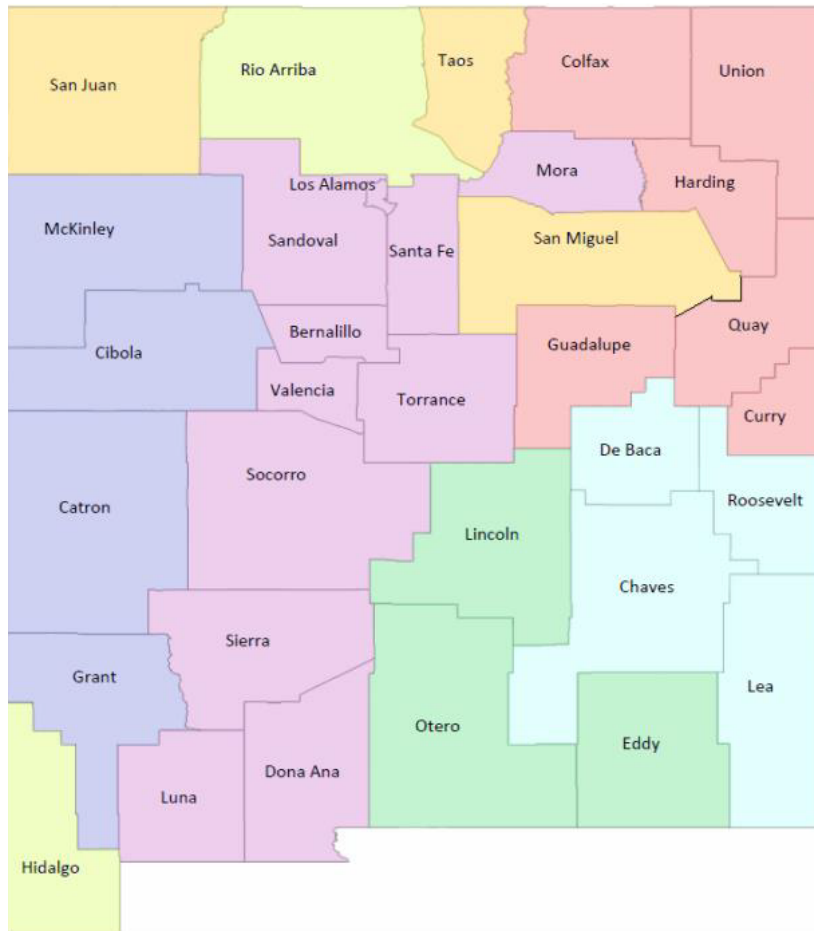 San Juan
Rio Arriba
Taos
Colfax
Union
Mora
Harding
Los Alamos
McKinley
Sandoval
Santa Fe
San Miguel
Bernalillo
Quay
Cibola
Guadalupe
Valencia
Torrance
Curry
De Baca
Socorro
Roosevelt
Catron
Lincoln
Chaves
Sierra
Grant
Lea
Otero
Eddy
Dona Ana
Luna
Hidalgo